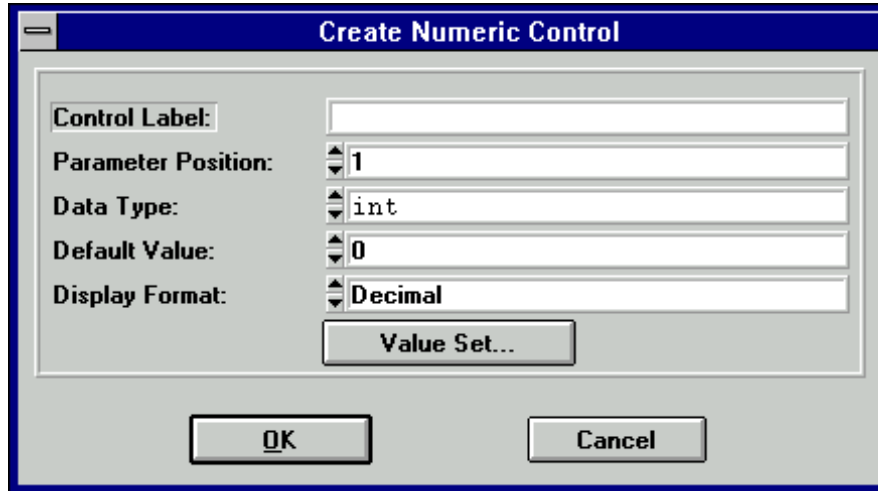 Create Numeric Control
Control Label:
Parameter Position: 1
Data Type: int
Default Value: 0
Display Format: Decimal
Value Set...
OK Cancel